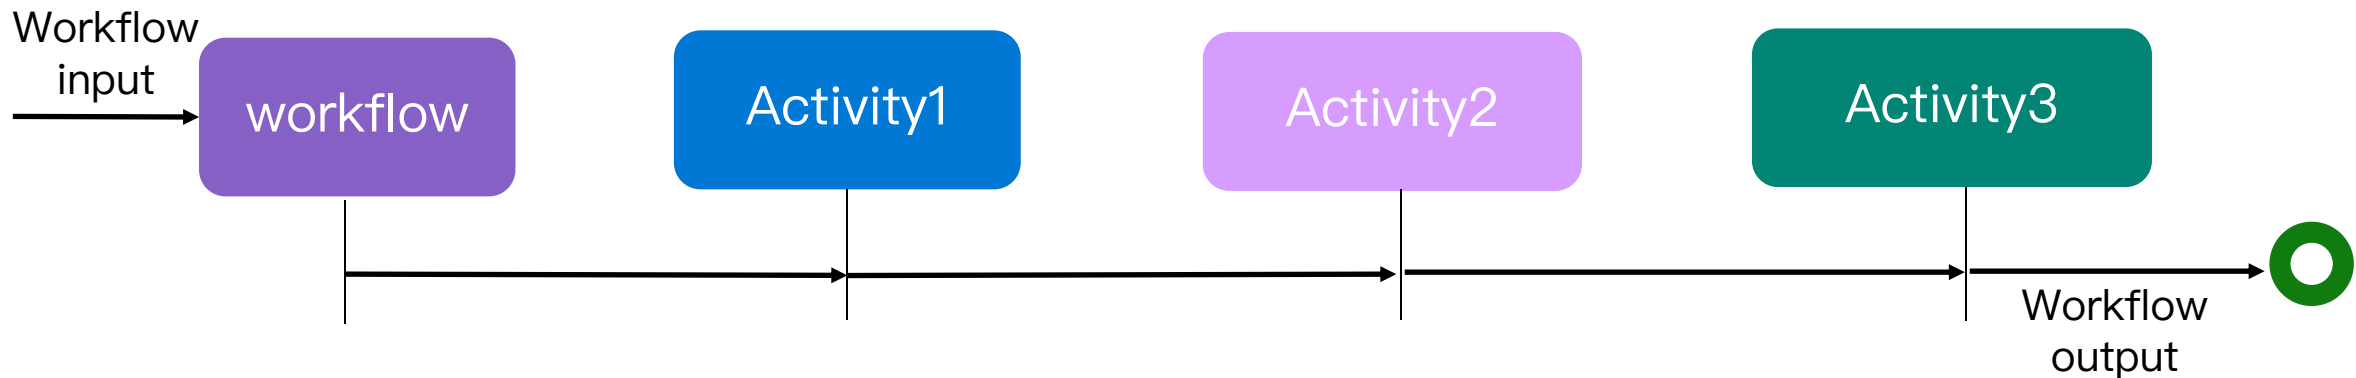 Workflow
input
workflow
Activity1
Activity2
Activity3
Workflow
output